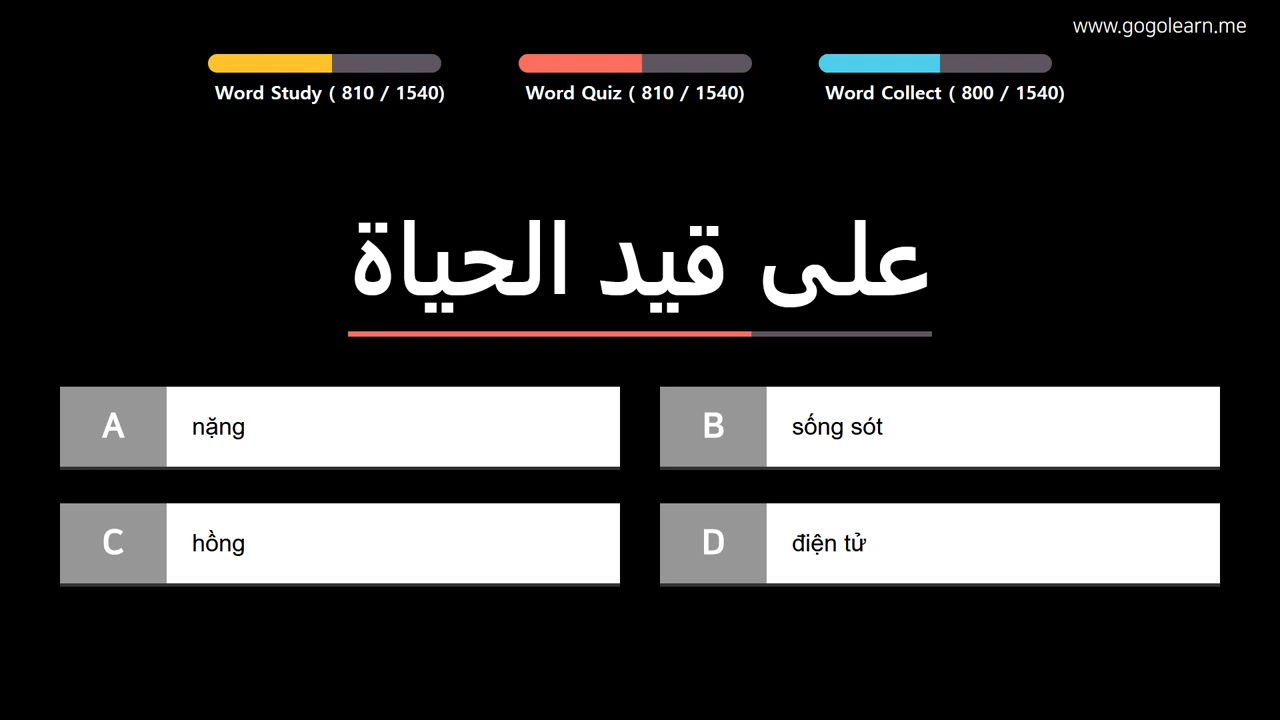 www.gogolearn.me
Word Study ( 810 / 1540)
Word Quiz ( 810 / 1540)
Word Collect ( 800 / 1540)
على قيد الحياة
A
nặng
B
sống sót
C
hồng
D
điện tử